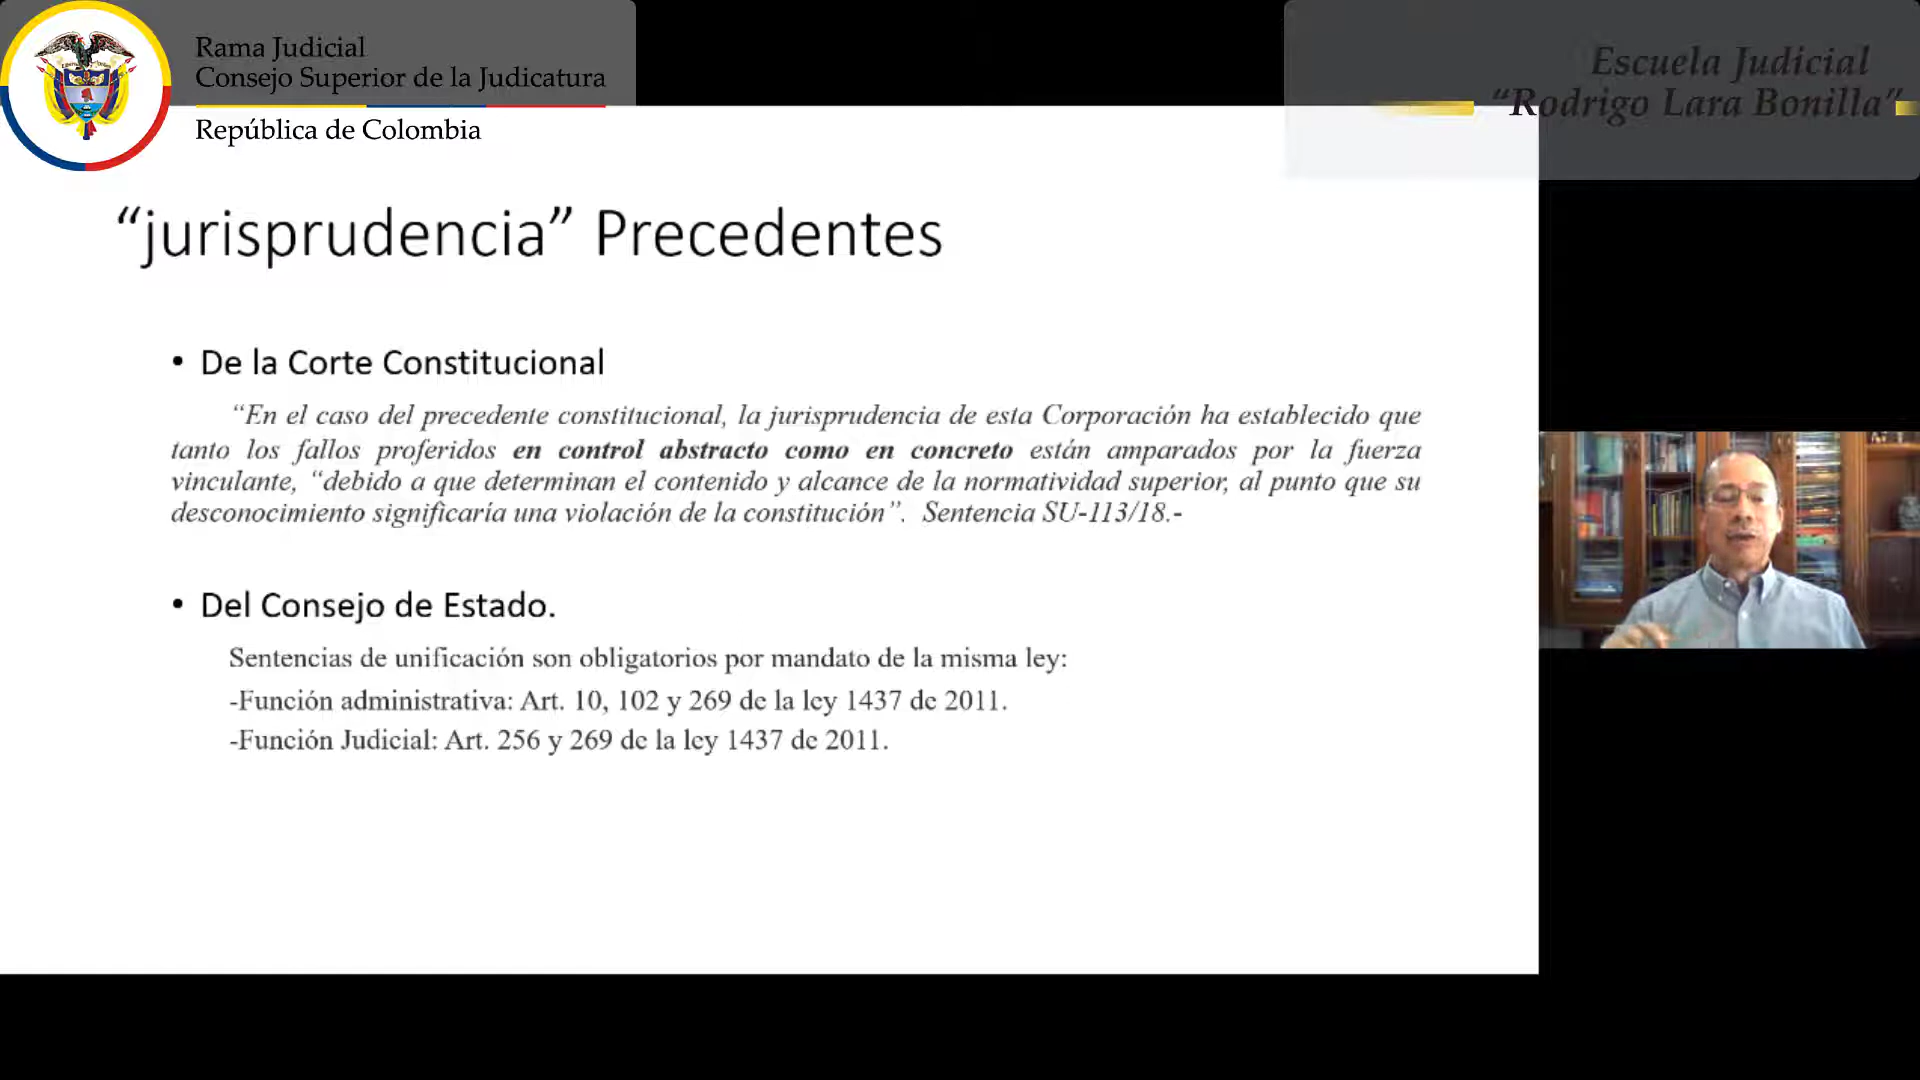 Rama Judicial
Consejo Superior de la Judicatura
República de Colombia
Escuela Judicial
“Rodrigo Lara Bonilla”
“jurisprudencia” Precedentes
• De la Corte Constitucional
“En el caso del precedente constitucional, la jurisprudencia de esta Corporación ha establecido que
tanto los fallos proferidos en control abstracto como en concreto están amparados por la fuerza
vinculante, “debido a que determinan el contenido y alcance de la normatividad superior, al punto que su
desconocimiento significaría una violación de la constitución”. Sentencia SU-113/18.-
• Del Consejo de Estado.
Sentencias de unificación son obligatorios por mandato de la misma ley:
-Función administrativa: Art. 10, 102 y 269 de la ley 1437 de 2011.
-Función Judicial: Art. 256 y 269 de la ley 1437 de 2011.